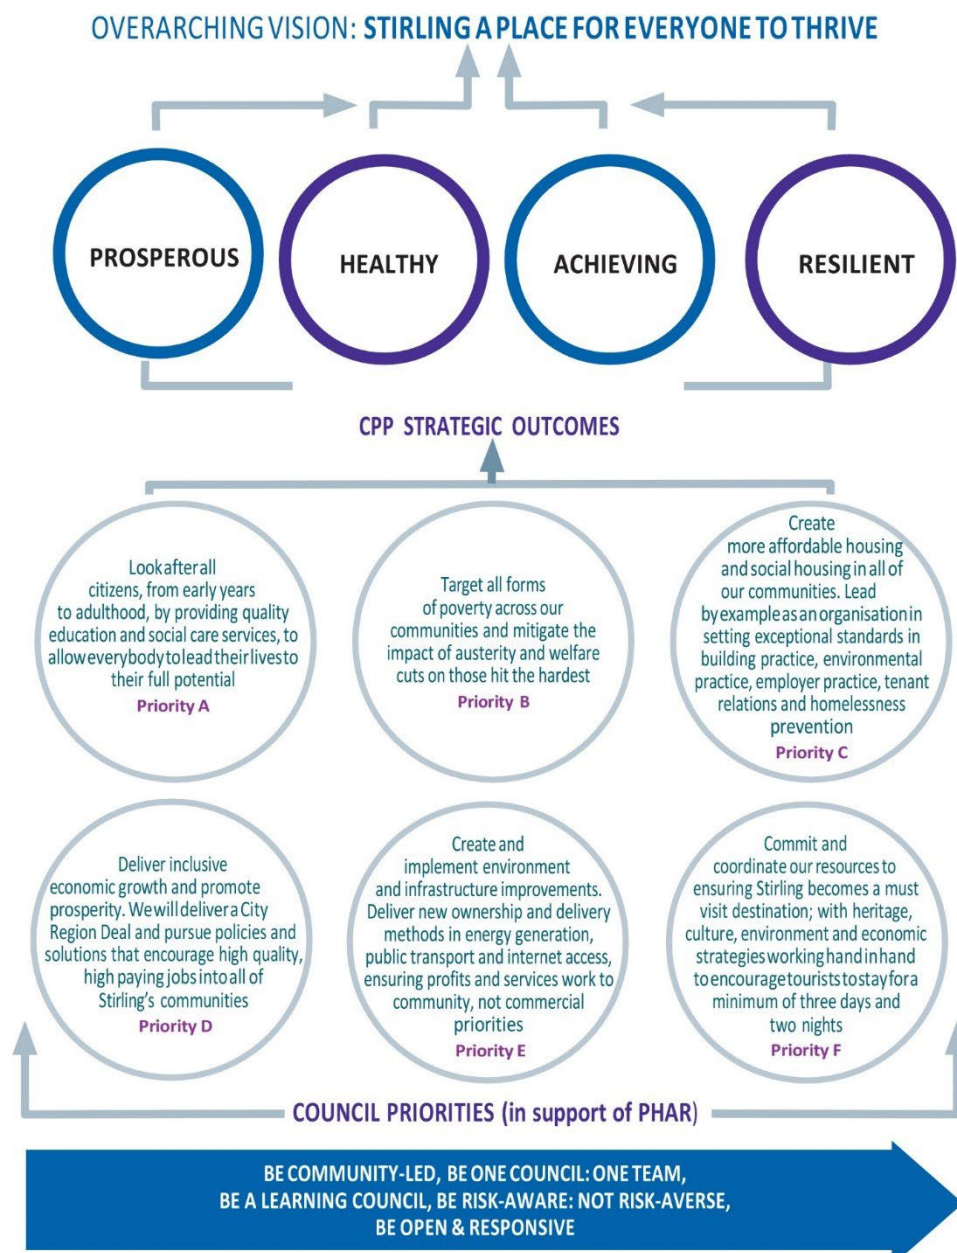 OVERARCHING VISION: STIRLING A PLACE FOR EVERYONE TO THRIVE
PROSPEROUS
HEALTHY
ACHIEVING
RESILIENT
CPP STRATEGIC OUTCOMES
Look after all
citizens, from early years
to adulthood, by providing quality
education and social care services, to
allow everybody to lead their lives to
their full potential
Priority A
Target all forms
of poverty across our
communities and mitigate the
impact of austerity and welfare
cuts on those hit the hardest
Priority B
Create
more affordable housing
and social housing in all of
our communities. Lead
by example as an organisation in
setting exceptional standards in
building practice, environmental
practice, employer practice, tenant
relations and homelessness
prevention
Priority C
Deliver inclusive
economic growth and promote
prosperity. We will deliver a City
Region Deal and pursue policies and
solutions that encourage high quality,
high paying jobs into all of
Stirling's communities
Priority D
Create and
implement environment
and infrastructure improvements.
Deliver new ownership and delivery
methods in energy generation,
public transport and internet access,
ensuring profits and services work to
community, not commercial
priorities
Priority E
Commit and
coordinate our resources to
ensuring Stirling becomes a must
visit destination; with heritage,
culture, environment and economic
strategies working hand in hand
to encourage tourists to stay for a
minimum of three days and
two nights
Priority F
COUNCIL PRIORITIES (in support of PHAR)
BE COMMUNITY-LED, BE ONE COUNCIL: ONE TEAM,
BE A LEARNING COUNCIL, BE RISK-AWARE: NOT RISK-AVERSE,
BE OPEN & RESPONSIVE